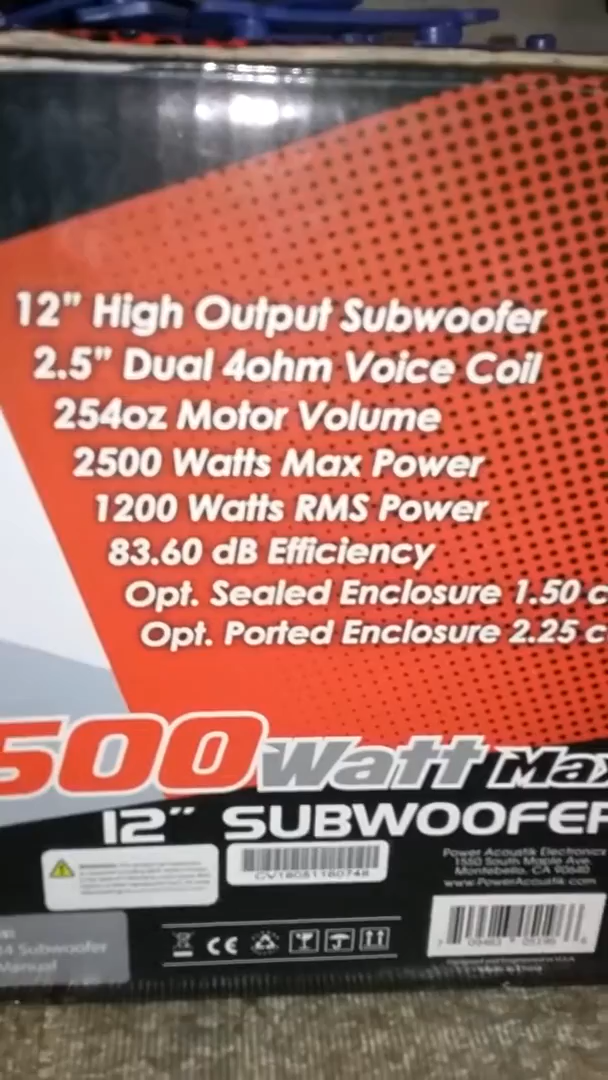 12" High Output Subwoofer
2.5" Dual 4ohm Voice Coil
254oz Motor Volume
2500 Watts Max Power
1200 Watts RMS Power
83.60 dB Efficiency
Opt. Sealed Enclosure 1.50 c
Opt. Ported Enclosure 2.25 c
500 Watt Max
12" SUBWOOFER
Power Acoustik Electronics
1550 South Maple Ave.
Montebello, CA 90640
www.PowerAcoustik.com
4 Subwoofer
Manual
CE